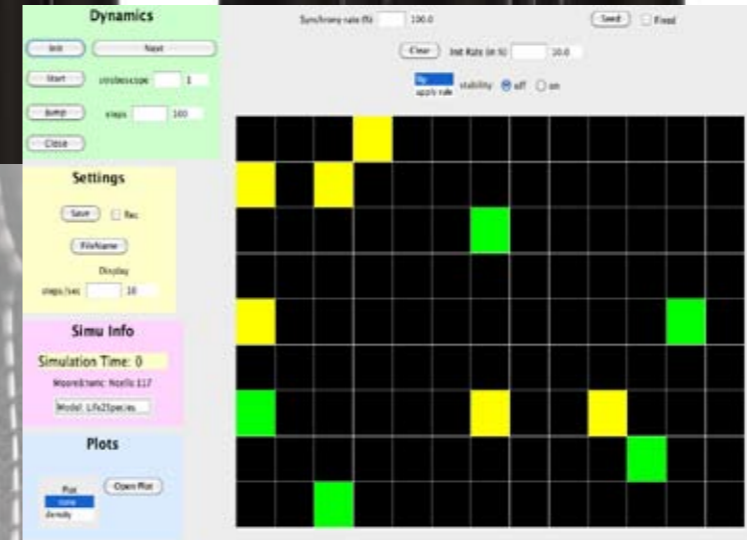 Dynamics
Init
Next
Start
stroboscope
1
Jump
steps
100
Close
Synchrony rate (%)
100.0
Seed
Fixed
Clear
Init Rate (in %)
30.0
flip
apply rule
stability
off
on
Settings
Save
Rec
FileName
Display
steps/sec
10
Simu Info
Simulation Time: 0
Model: Life2Species
Plots
Plot
none
density
Open Plot